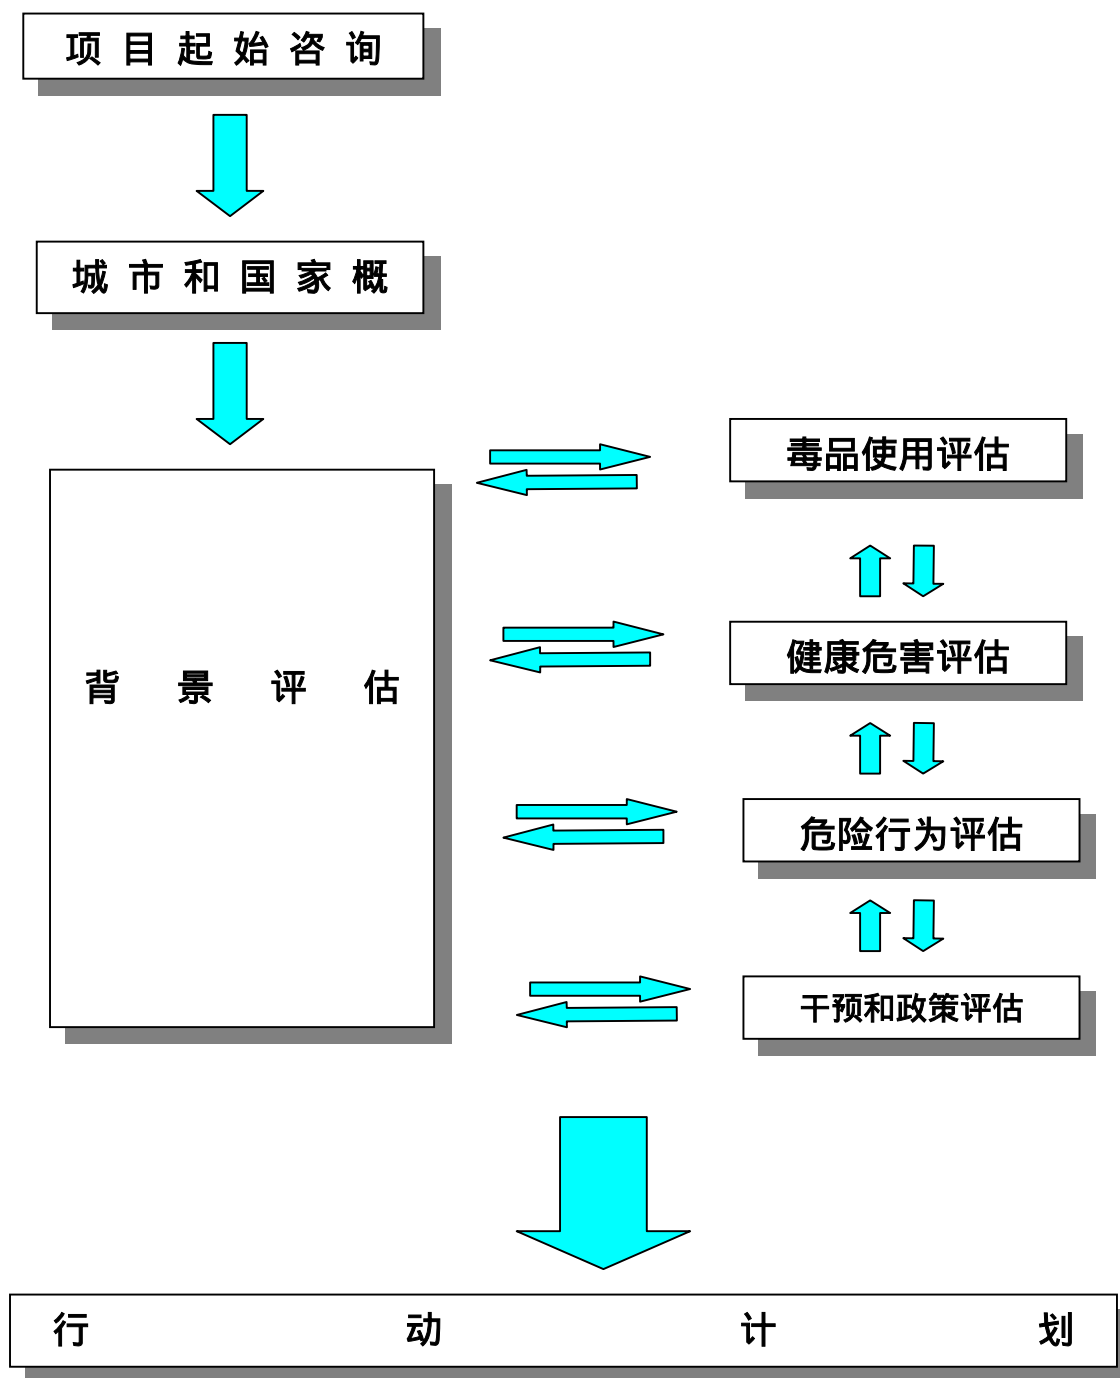 项目起始咨询
城市和国家概
毒品使用评估
健康危害评估
背景评估
危险行为评估
干预和政策评估
行动计划